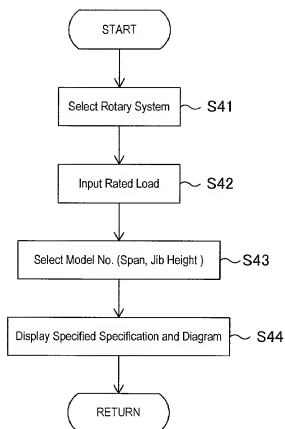 START
Select Rotary System
S41
Input Rated Load
S42
Select Model No. (Span, Jib Height )
S43
Display Specified Specification and Diagram
S44
RETURN